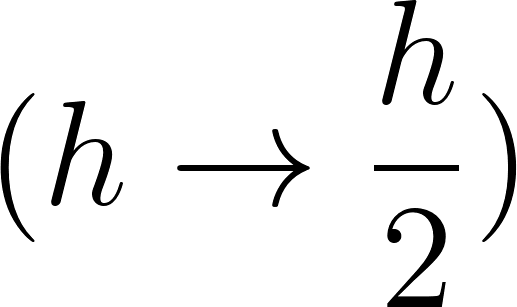 (h → h/2)